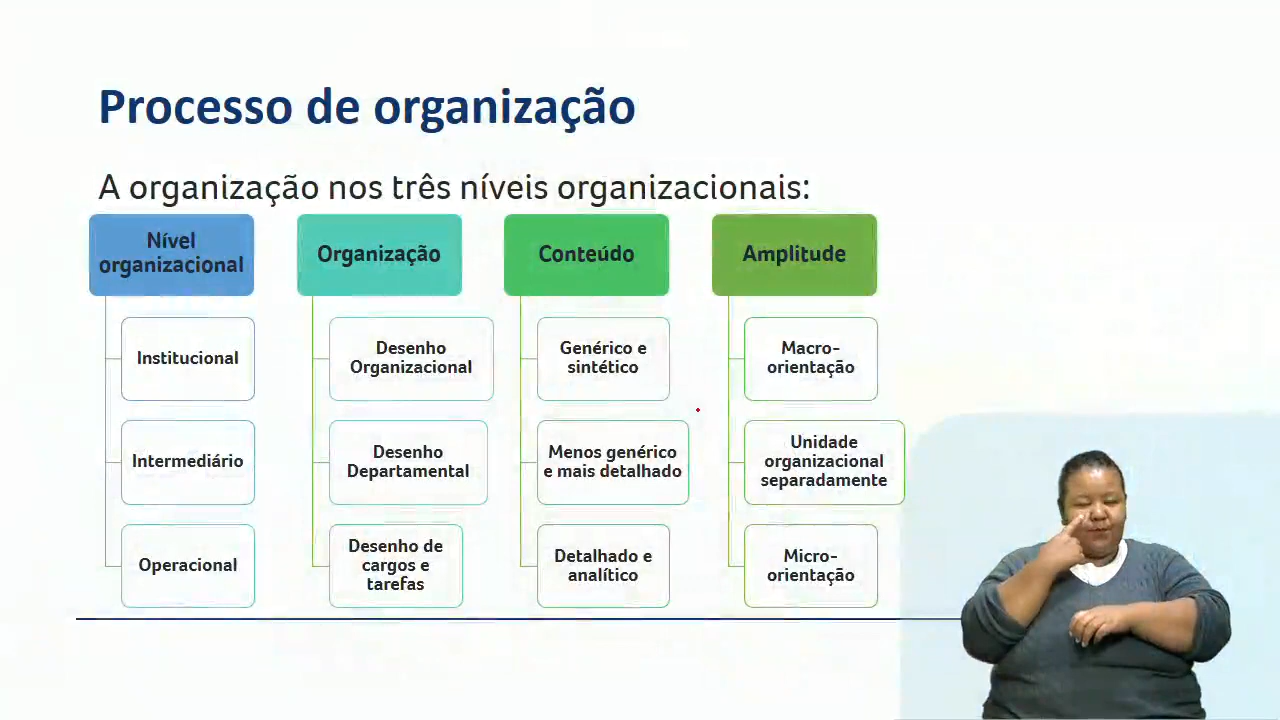 Processo de organização
A organização nos três níveis organizacionais:
Nível
organizacional
Institucional
Intermediário
Operacional
Organização
Desenho
Organizacional
Desenho
Departamental
Desenho de
cargos e
tarefas
Conteúdo
Genérico e
sintético
Menos genérico
e mais detalhado
Detalhado e
analítico
Amplitude
Macro-
orientação
Unidade
organizacional
separadamente
Micro-
orientação